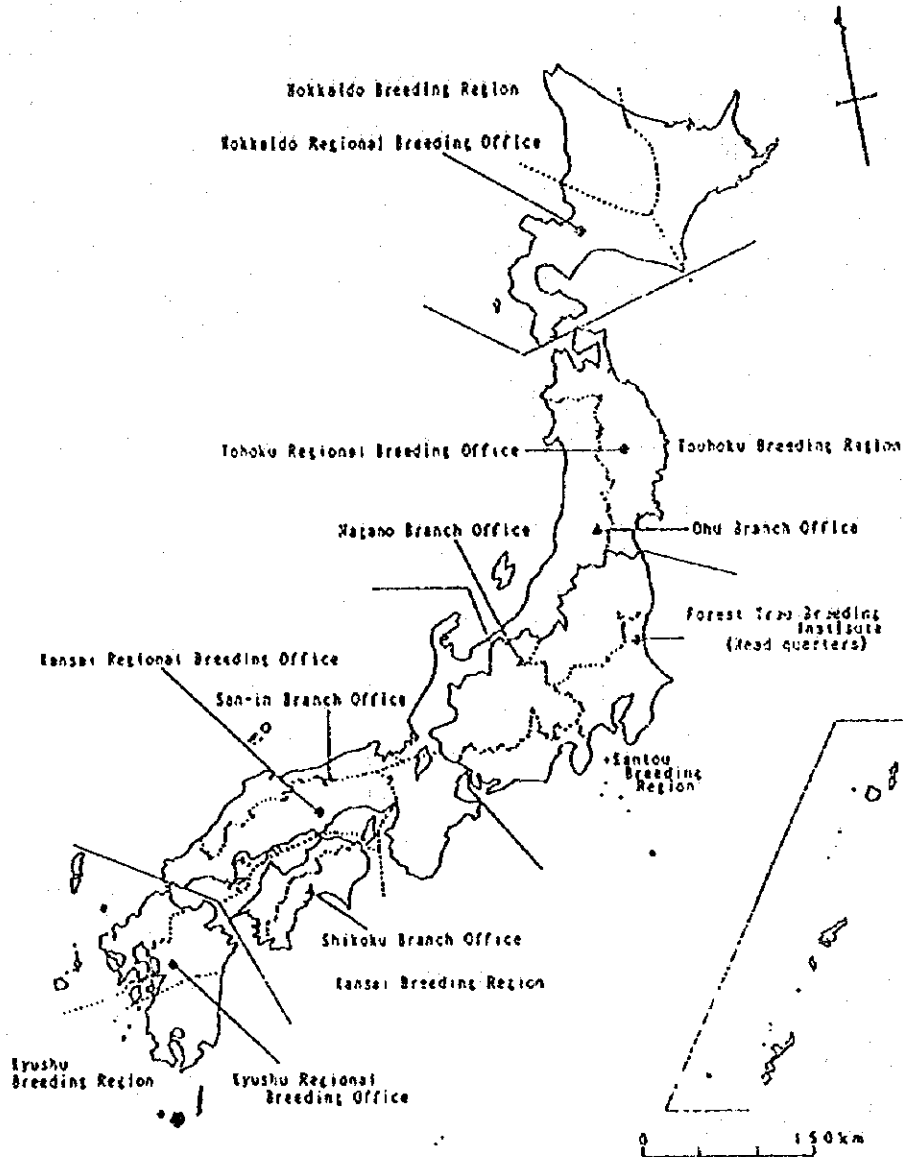 Hokkaido Breeding Region
Hokkaido Regional Breeding Office
Tohoku Regional Breeding Office
Touhoku Breeding Region
Nagano Branch Office
Ohu Branch Office
Forest Tree Breeding
Institute
(Head quarters)
Kansai Regional Breeding Office
San-in Branch Office
Santou
Breeding
Region
Shikoku Branch Office
Kansai Breeding Region
Kyushu
Breeding Region
Kyushu Regional
Breeding Office
0 150km